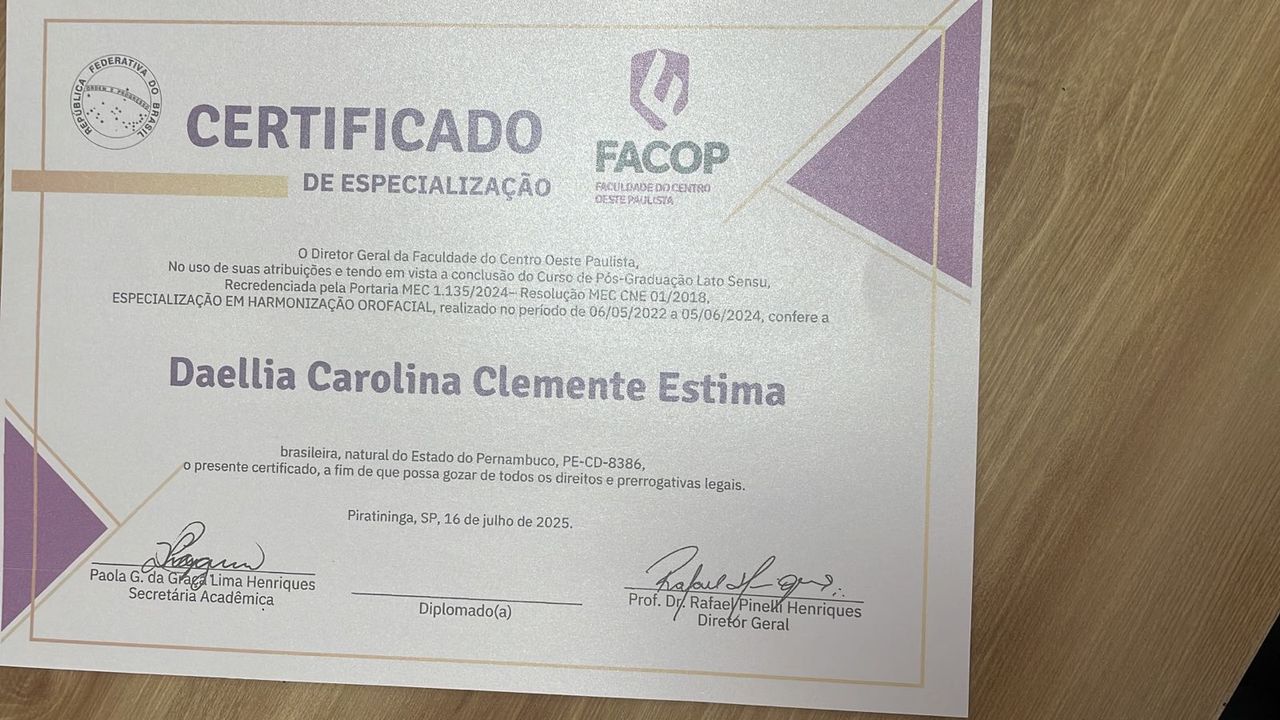 REPÚBLICA FEDERATIVA DO BRASIL
ORDEM E PROGRESSO
CERTIFICADO
DE ESPECIALIZAÇÃO
FACOP
FACULDADE DO CENTRO
OESTE PAULISTA
O Diretor Geral da Faculdade do Centro Oeste Paulista,
No uso de suas atribuições e tendo em vista a conclusão do Curso de Pós-Graduação Lato Sensu,
Recredenciada pela Portaria MEC 1.135/2024– Resolução MEC CNE 01/2018,
ESPECIALIZAÇÃO EM HARMONIZAÇÃO OROFACIAL, realizado no período de 06/05/2022 a 05/06/2024, confere a
Daellia Carolina Clemente Estima
brasileira, natural do Estado do Pernambuco, PE-CD-8386,
o presente certificado, a fim de que possa gozar de todos os direitos e prerrogativas legais.
Piratininga, SP, 16 de julho de 2025.
Paola G. da Graça Lima Henriques
Secretária Acadêmica
Diplomado(a)
Prof. Dr. Rafael Pinelli Henriques
Diretor Geral